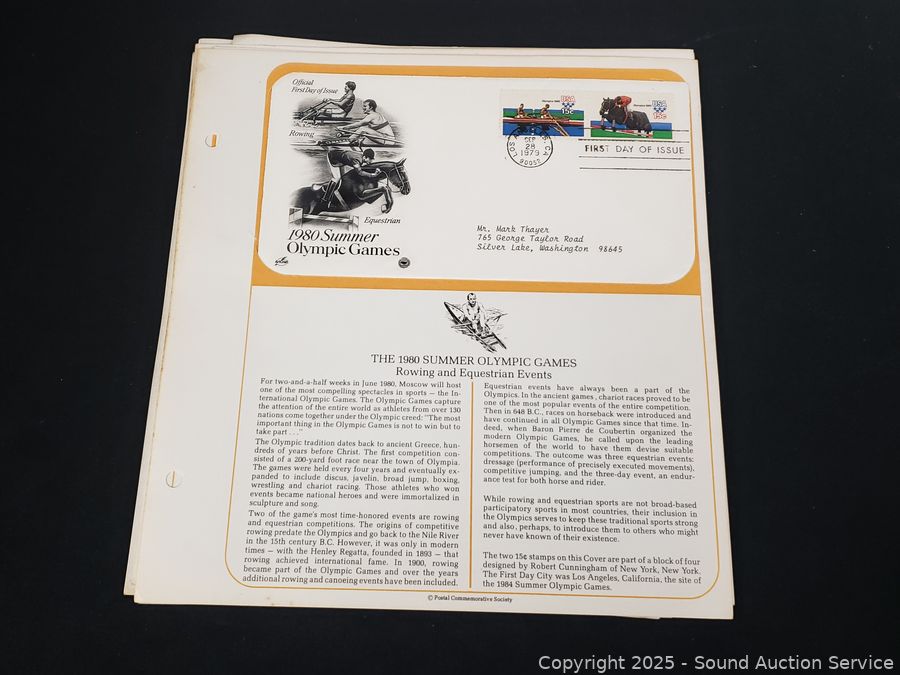 Official
First Day of Issue
Rowing
Equestrian
1980 Summer
Olympic Games
Olympics 1980
USA
15c
Olympics 1980
USA
15c
SEP
28
1979
90052
FIRST DAY OF ISSUE
Mr. Mark Thayer
765 George Taylor Road
Silver Lake, Washington 98645
THE 1980 SUMMER OLYMPIC GAMES
Rowing and Equestrian Events
For two-and-a-half weeks in June 1980, Moscow will host
one of the most compelling spectacles in sports — the In-
ternational Olympic Games. The Olympic Games capture
the attention of the entire world as athletes from over 130
nations come together under the Olympic creed: "The most
important thing in the Olympic Games is not to win but to
take part . . ."
The Olympic tradition dates back to ancient Greece, hun-
dreds of years before Christ. The first competition con-
sisted of a 200-yard foot race near the town of Olympia.
The games were held every four years and eventually ex-
panded to include discus, javelin, broad jump, boxing,
wrestling and chariot racing. Those athletes who won
events became national heroes and were immortalized in
sculpture and song.
Two of the game's most time-honored events are rowing
and equestrian competitions. The origins of competitive
rowing predate the Olympics and go back to the Nile River
in the 15th century B.C. However, it was only in modern
times — with the Henley Regatta, founded in 1893 — that
rowing achieved international fame. In 1900, rowing
became part of the Olympic Games and over the years
additional rowing and canoeing events have been included.
Equestrian events have always been a part of the
Olympics. In the ancient games, chariot races proved to be
one of the most popular events of the entire competition.
Then in 648 B.C., races on horseback were introduced and
have continued in all Olympic Games since that time. In-
deed, when Baron Pierre de Coubertin organized the
modern Olympic Games, he called upon the leading
horsemen of the world to have them devise suitable
competitions. The outcome was three equestrian events:
dressage (performance of precisely executed movements),
competitive jumping, and the three-day event, an endur-
ance test for both horse and rider.
While rowing and equestrian sports are not broad-based
participatory sports in most countries, their inclusion in
the Olympics serves to keep these traditional sports strong
and also, perhaps, to introduce them to others who might
never have known of their existence.
The two 15¢ stamps on this Cover are part of a block of four
designed by Robert Cunningham of New York, New York.
The First Day City was Los Angeles, California, the site of
the 1984 Summer Olympic Games.
© Postal Commemorative Society
Copyright 2025 - Sound Auction Service